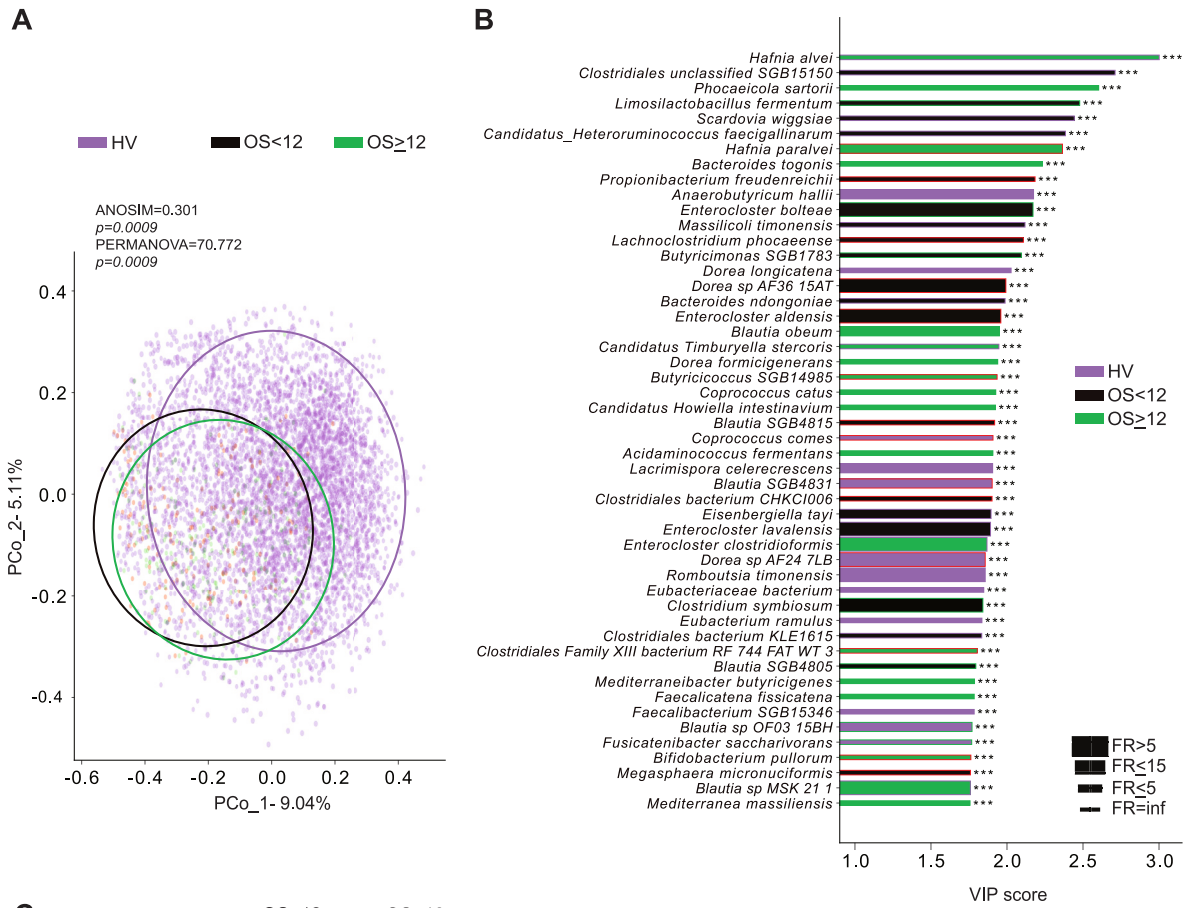 A
HV OS<12 OS≥12
ANOSIM=0.301
p=0.0009
PERMANOVA=70.772
p=0.0009
0.4
0.2
0.0
-0.2
-0.4
PCo_2- 5.11%
-0.6 -0.4 -0.2 0.0 0.2 0.4
PCo_1- 9.04%
B
Hafnia alvei ***
Clostridiales unclassified SGB15150 ***
Phocaeicola sartorii ***
Limosilactobacillus fermentum ***
Scardovia wiggsiae ***
Candidatus_Heteroruminococcus faecigallinarum ***
Hafnia paralvei ***
Bacteroides togonis ***
Propionibacterium freudenreichii ***
Anaerobutyricum hallii ***
Enterocloster bolteae ***
Massilicoli timonensis ***
Lachnoclostridium phocaeense ***
Butyricimonas SGB1783 ***
Dorea longicatena ***
Dorea sp AF36 15AT ***
Bacteroides ndongoniae ***
Enterocloster aldensis ***
Blautia obeum ***
Candidatus Timburyella stercoris ***
Dorea formicigenerans ***
Butyricicoccus SGB14985 ***
Coprococcus catus ***
Candidatus Howiella intestinavium ***
Blautia SGB4815 ***
Coprococcus comes ***
Acidaminococcus fermentans ***
Lacrimispora celerecrescens ***
Blautia SGB4831 ***
Clostridiales bacterium CHKCI006 ***
Eisenbergiella tayi ***
Enterocloster lavalensis ***
Enterocloster clostridioformis ***
Dorea sp AF24 7LB ***
Romboutsia timonensis ***
Eubacteriaceae bacterium ***
Clostridium symbiosum ***
Eubacterium ramulus ***
Clostridiales bacterium KLE1615 ***
Clostridiales Family XIII bacterium RF 744 FAT WT 3 ***
Blautia SGB4805 ***
Mediterraneibacter butyricigenes ***
Faecalicatena fissicatena ***
Faecalibacterium SGB15346 ***
Blautia sp OF03 15BH ***
Fusicatenibacter saccharivorans ***
Bifidobacterium pullorum ***
Megasphaera micronuciformis ***
Blautia sp MSK 21 1 ***
Mediterranea massiliensis ***
HV
OS<12
OS≥12
FR>5
FR≤15
FR≤5
FR=inf
1.0 1.5 2.0 2.5 3.0
VIP score